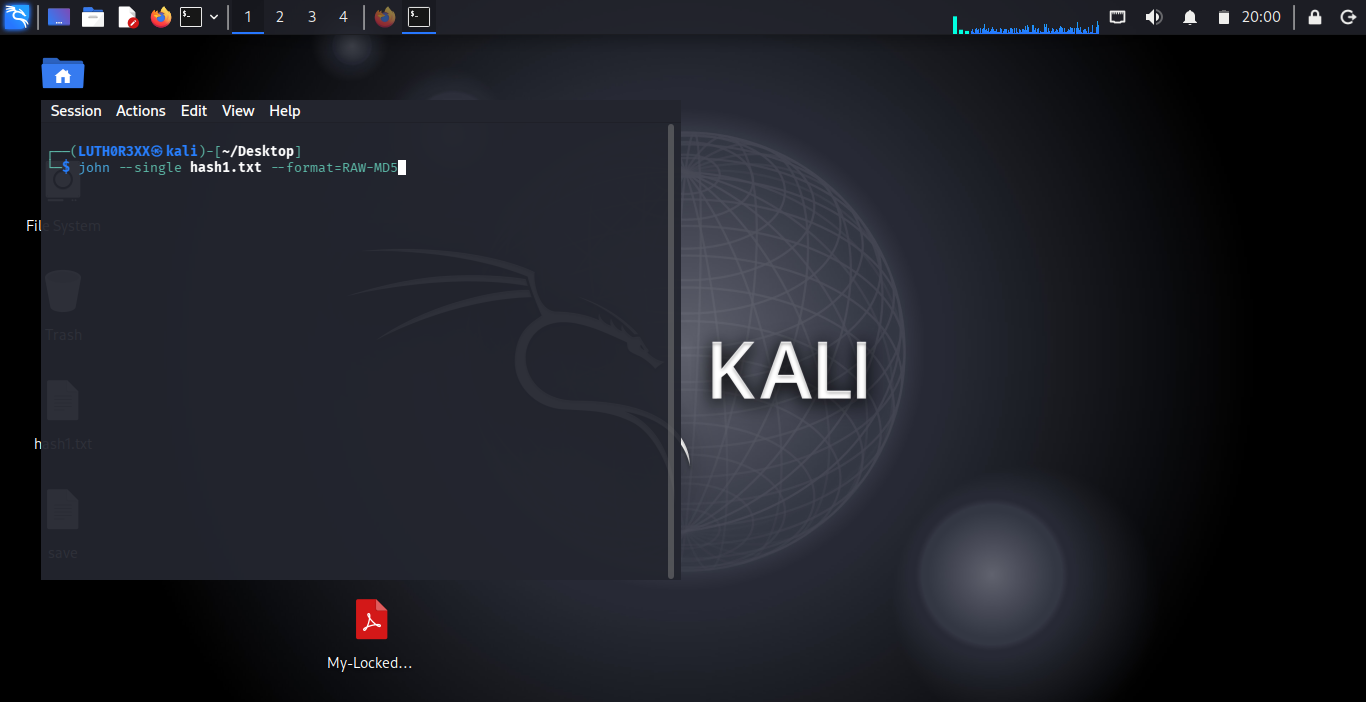 1 2 3 4 20:00
Session Actions Edit View Help
┌──(LUTH0R3XX㉿kali)-[~/Desktop]
└─$ john --single hash1.txt --format=RAW-MD5
File System
Trash
KALI
hash1.txt
save
My-Locked...